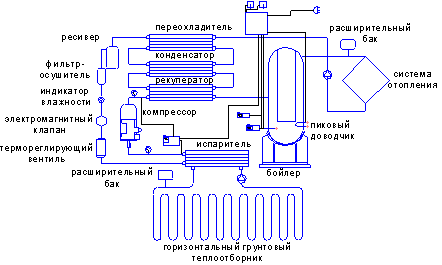 переохладитель
ресивер
расширительный
бак
конденсатор
фильтр-
осушитель
рекуператор
система
отопления
индикатор
влажности
компрессор
электромагнитный
клапан
пиковый
доводчик
терморегулирующий
вентиль
испаритель
расширительный
бак
бойлер
горизонтальный грунтовый
теплоотборник